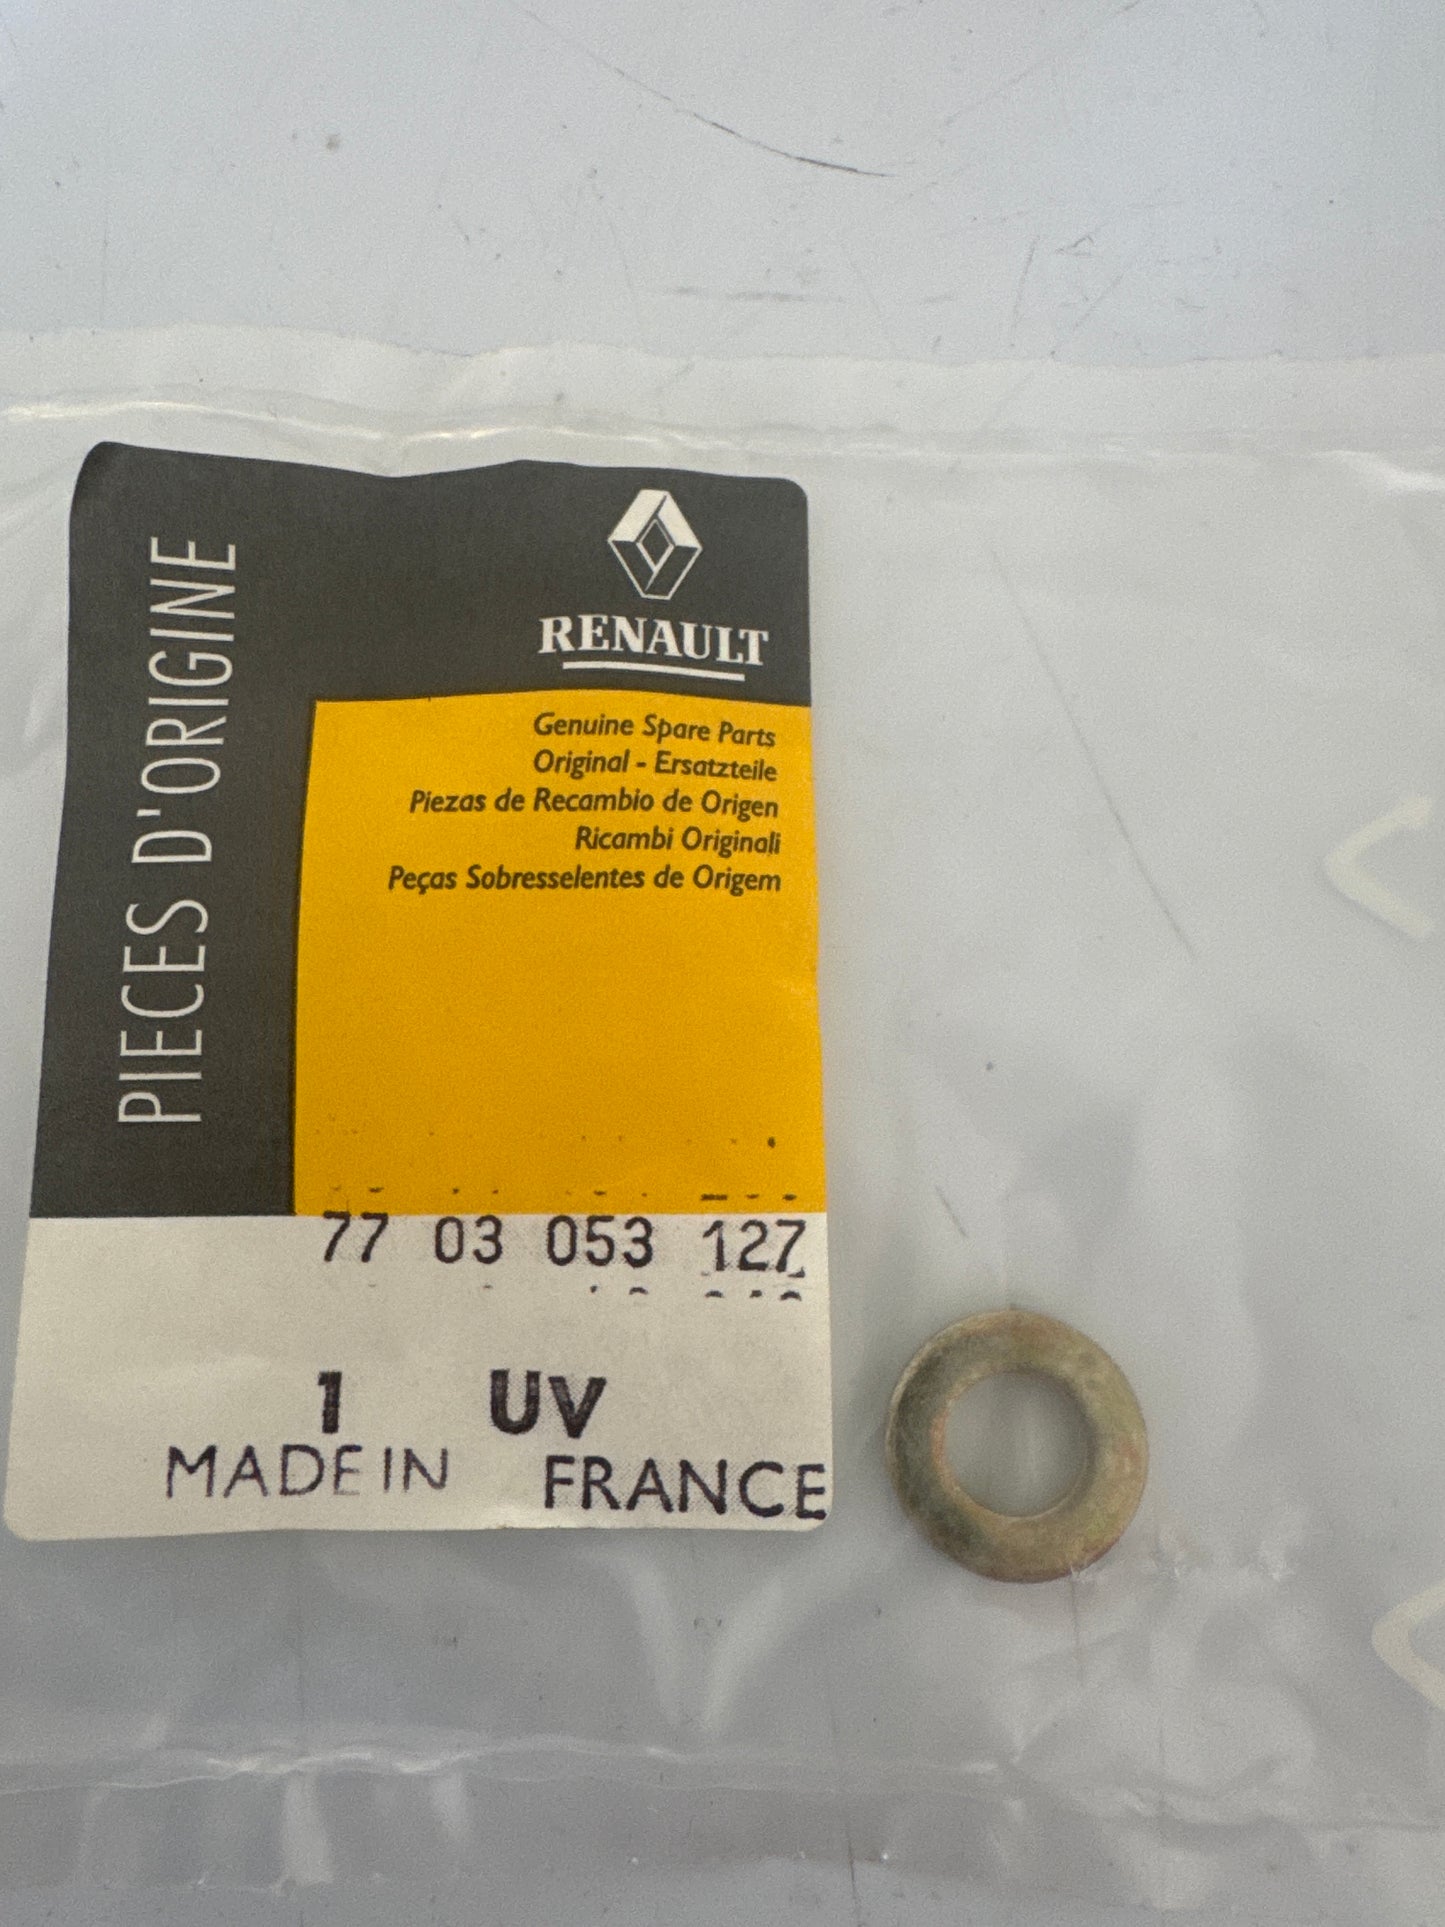 PIECES D'ORIGINE
RENAULT
Genuine Spare Parts
Original - Ersatzteile
Piezas de Recambio de Origen
Ricambi Originali
Peças Sobresselentes de Origem
77 03 053 127
1 UV
MADE IN FRANCE